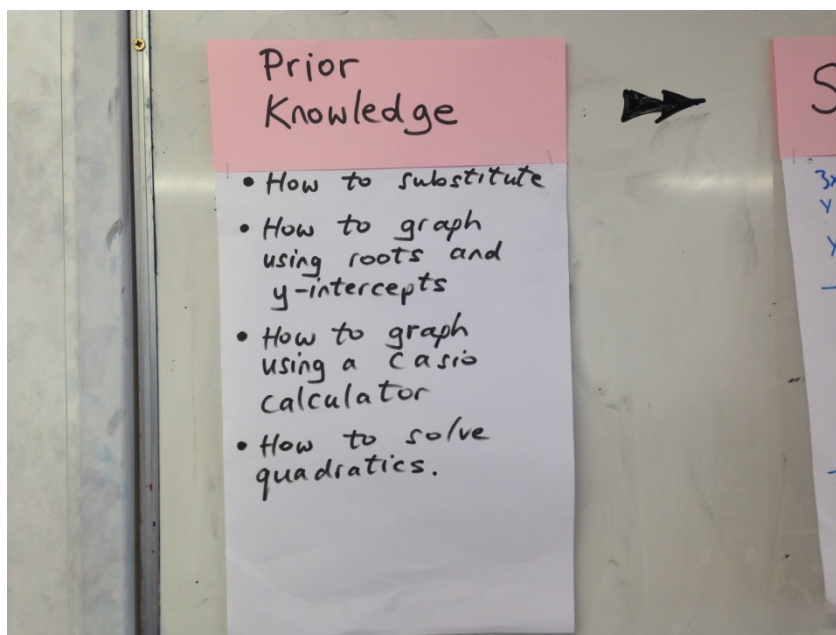 Prior
Knowledge
• How to substitute
• How to graph
using roots and
y-intercepts
• How to graph
using a casio
calculator
• How to solve
quadratics.
S
3x
y
y